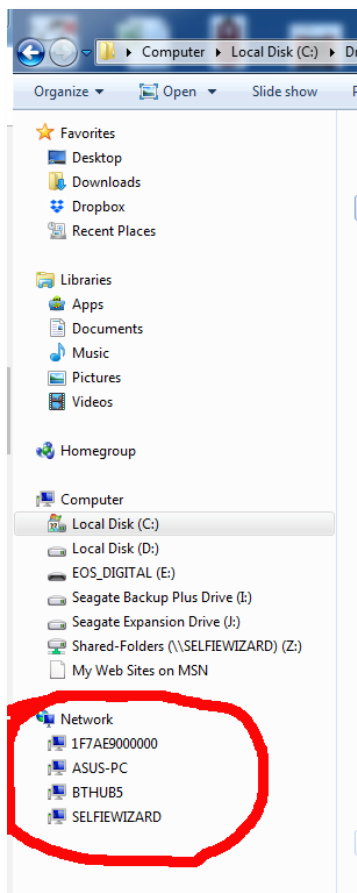 Computer Local Disk (C:)
Organize Open Slide show
Favorites
Desktop
Downloads
Dropbox
Recent Places
Libraries
Apps
Documents
Music
Pictures
Videos
Homegroup
Computer
Local Disk (C:)
Local Disk (D:)
EOS_DIGITAL (E:)
Seagate Backup Plus Drive (I:)
Seagate Expansion Drive (J:)
Shared-Folders (\\SELFIEWIZARD) (Z:)
My Web Sites on MSN
Network
1F7AE9000000
ASUS-PC
BTHUB5
SELFIEWIZARD